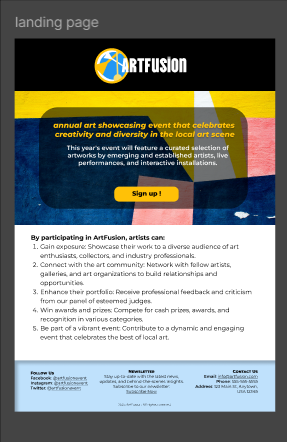 landing page
ARTFUSION
annual art showcasing event that celebrates
creativity and diversity in the local art scene
This year's event will feature a curated selection of
artworks by emerging and established artists, live
performances, and interactive installations.
Sign up !
By participating in ArtFusion, artists can:
1. Gain exposure: Showcase their work to a diverse audience of art
enthusiasts, collectors, and industry professionals.
2. Connect with the art community: Network with fellow artists,
galleries, and art organizations to build relationships and
opportunities.
3. Enhance their portfolio: Receive professional feedback and criticism
from our panel of esteemed judges.
4. Win awards and prizes: Compete for cash prizes, awards, and
recognition in various categories.
5. Be part of a vibrant event: Contribute to a dynamic and engaging
event that celebrates the best of local art.
Follow Us
Facebook: @artfusionevent
Instagram: @artfusionevent
Twitter: @artfusionevent
Newsletter
Stay up-to-date with the latest news,
updates, and behind-the-scenes insights.
Subscribe to our newsletter:
Subscribe Now
Contact Us
Email: info@artfusion.com
Phone: 555-555-5550
Address: 123 Main St, Anytown,
USA 12345